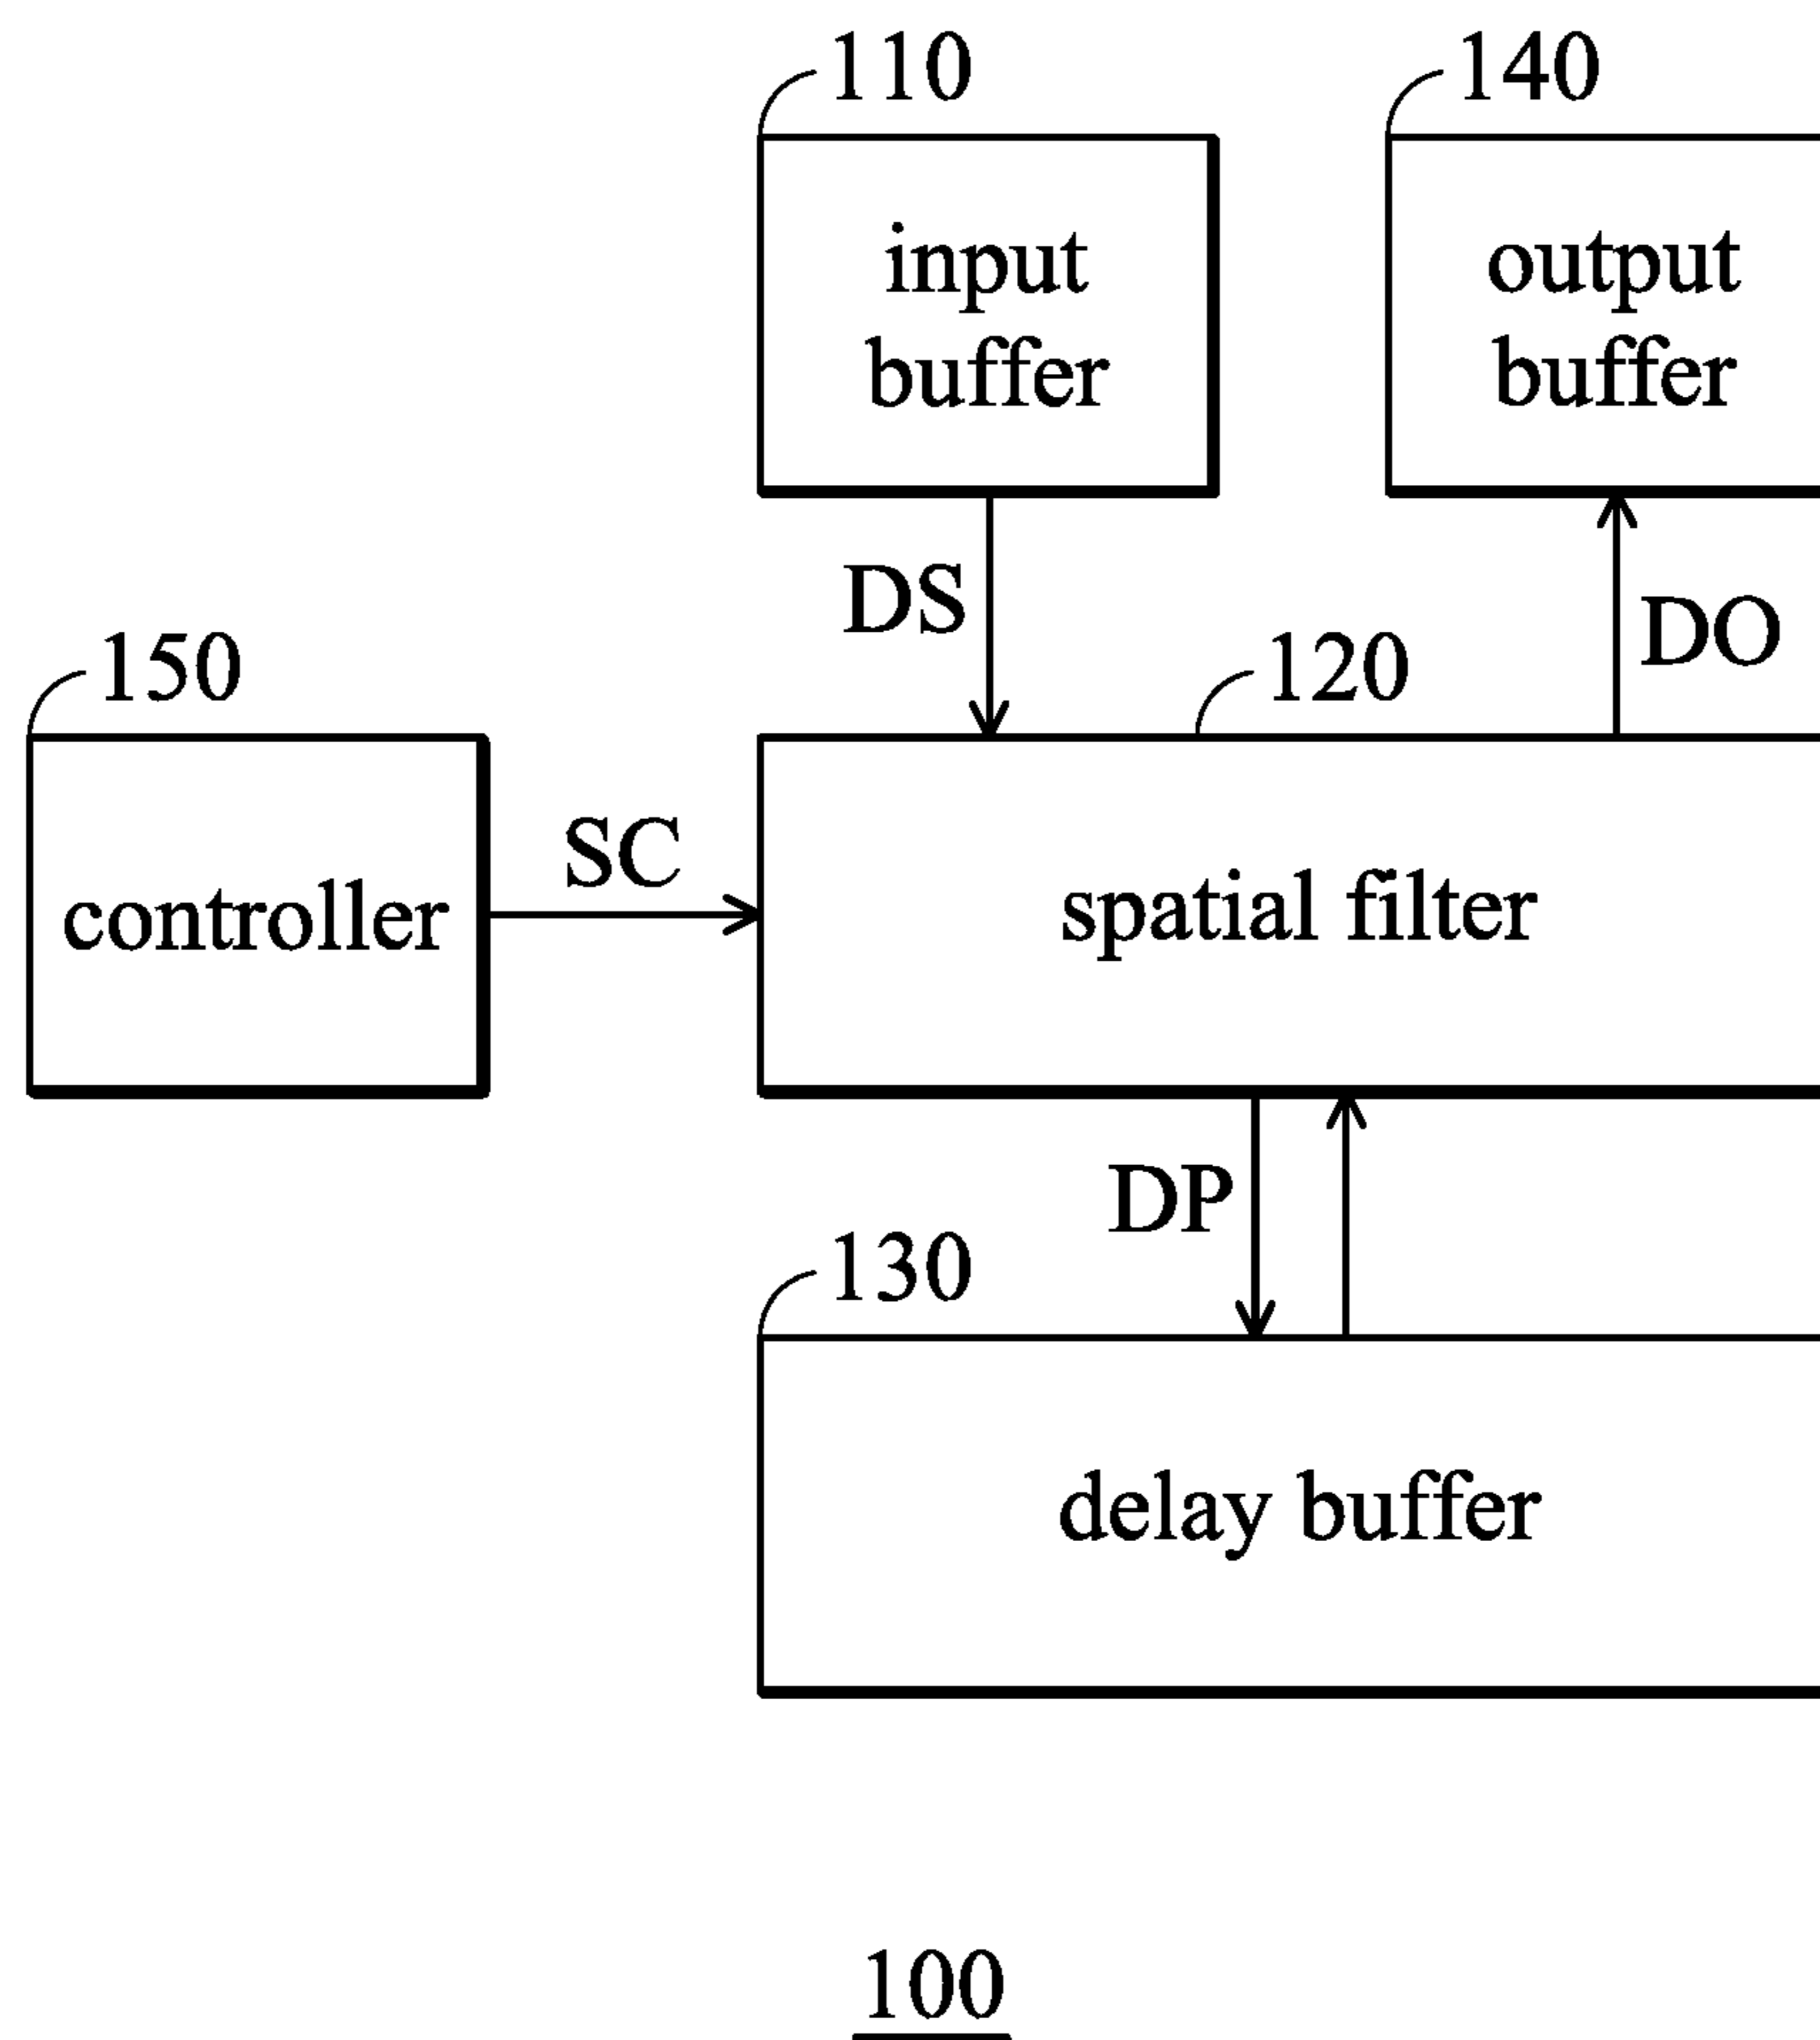 110
140
input
buffer
output
buffer
DS
DO
150
120
SC
controller
spatial filter
DP
130
delay buffer
100